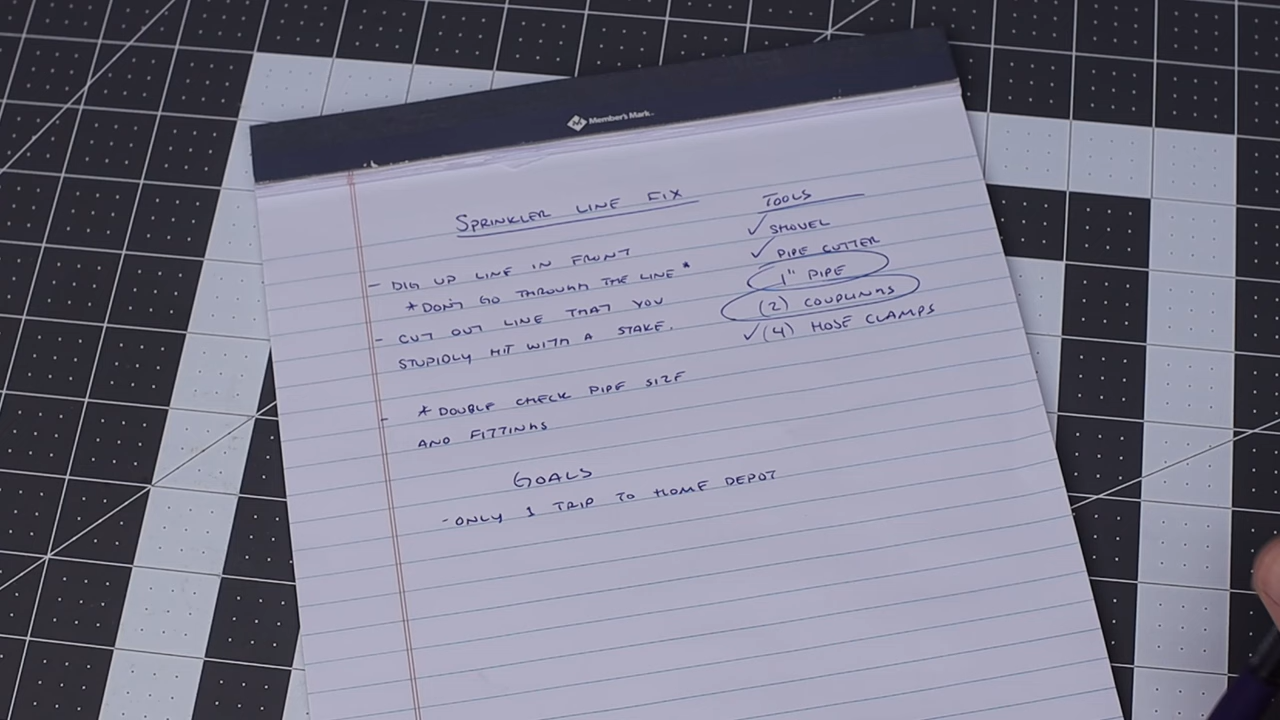 Member's Mark
SPRINKLER LINE FIX
- DIG UP LINE IN FRONT
*DON'T GO THROUGH THE LINE*
- CUT OUT LINE THAT YOU
STUPIDLY HIT WITH A STAKE.
- *DOUBLE CHECK PIPE SIZE
AND FITTINGS
GOALS
- ONLY 1 TRIP TO HOME DEPOT
TOOLS
✓ SHOVEL
✓ PIPE CUTTER
1" PIPE
(2) COUPLINGS
✓ (4) HOSE CLAMPS